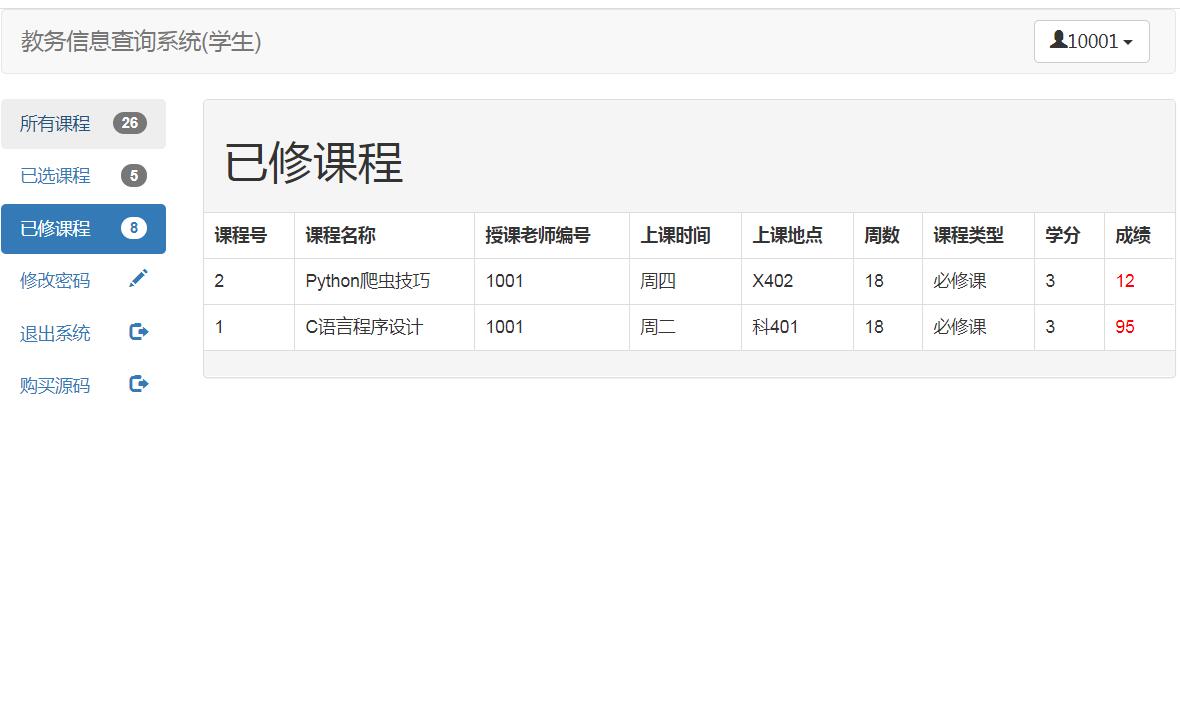 教务信息查询系统(学生)
10001
所有课程 26
已选课程 5
已修课程 8
修改密码
退出系统
购买源码
已修课程
课程号 课程名称 授课老师编号 上课时间 上课地点 周数 课程类型 学分 成绩
2 Python爬虫技巧 1001 周四 X402 18 必修课 3 12
1 C语言程序设计 1001 周二 科401 18 必修课 3 95